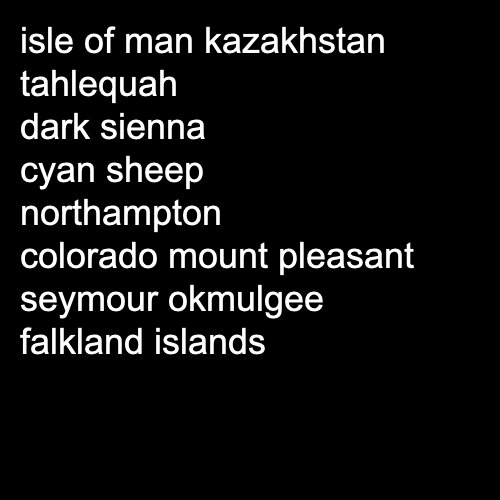 isle of man kazakhstan
tahlequah
dark sienna
cyan sheep
northampton
colorado mount pleasant
seymour okmulgee
falkland islands